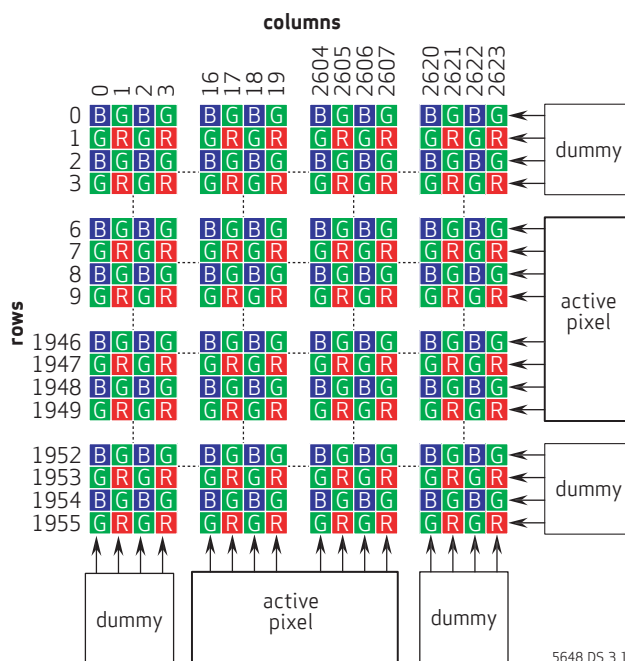 columns
0 1 2 3 16 17 18 19 2604 2605 2606 2607 2620 2621 2622 2623
0 B G B G B G B G B G B G B G B G
1 G R G R G R G R G R G R G R G R dummy
2 B G B G B G B G B G B G B G B G
3 G R G R G R G R G R G R G R G R
6 B G B G B G B G B G B G B G B G
7 G R G R G R G R G R G R G R G R
8 B G B G B G B G B G B G B G B G
9 G R G R G R G R G R G R G R G R
active
pixel
rows
1946 B G B G B G B G B G B G B G B G
1947 G R G R G R G R G R G R G R G R
1948 B G B G B G B G B G B G B G B G
1949 G R G R G R G R G R G R G R G R
1952 B G B G B G B G B G B G B G B G
1953 G R G R G R G R G R G R G R G R
1954 B G B G B G B G B G B G B G B G dummy
1955 G R G R G R G R G R G R G R G R
dummy
active
pixel
dummy
5648 DS 3 1